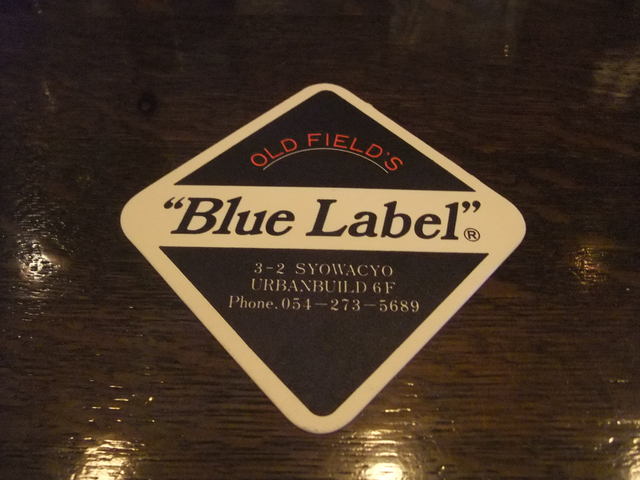 OLD FIELD'S
"Blue Label"®
3-2 SYOWACYO
URBANBUILD 6F
Phone. 054-273-5689